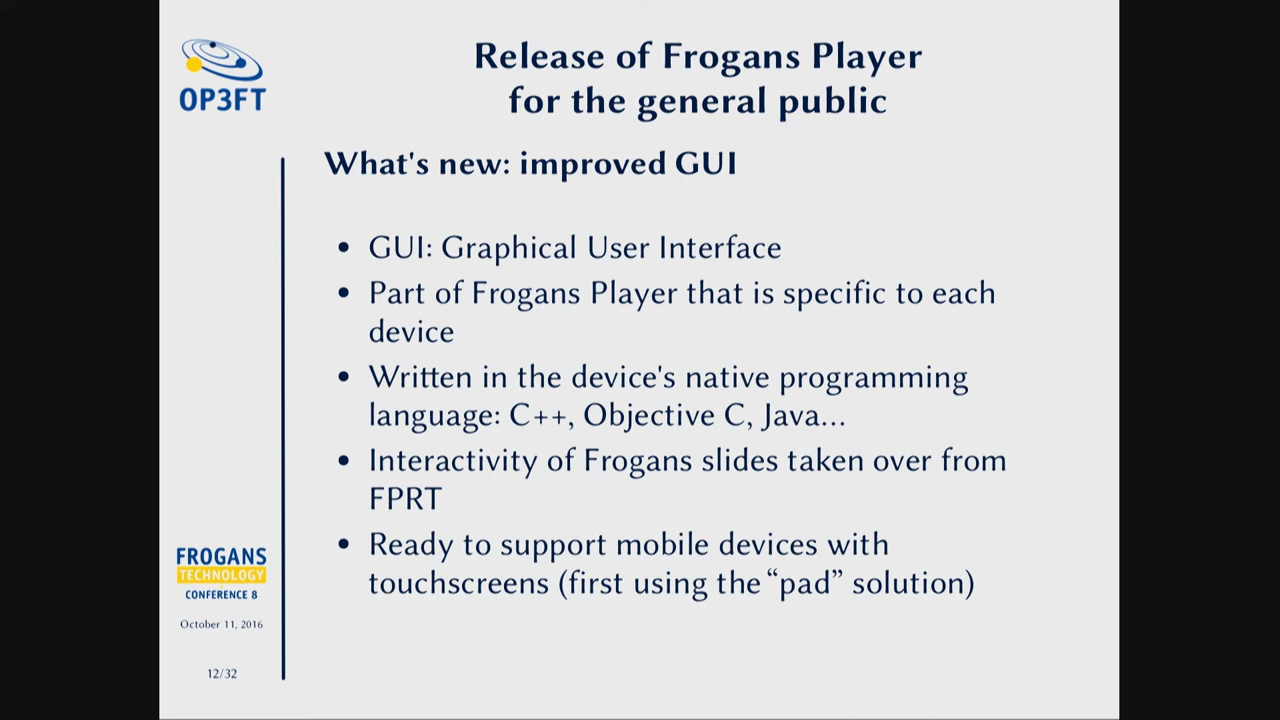 OP3FT
Release of Frogans Player
for the general public
What's new: improved GUI
• GUI: Graphical User Interface
• Part of Frogans Player that is specific to each
device
• Written in the device's native programming
language: C++, Objective C, Java...
• Interactivity of Frogans slides taken over from
FPRT
• Ready to support mobile devices with
touchscreens (first using the “pad” solution)
FROGANS
TECHNOLOGY
CONFERENCE 8
October 11, 2016
12/32